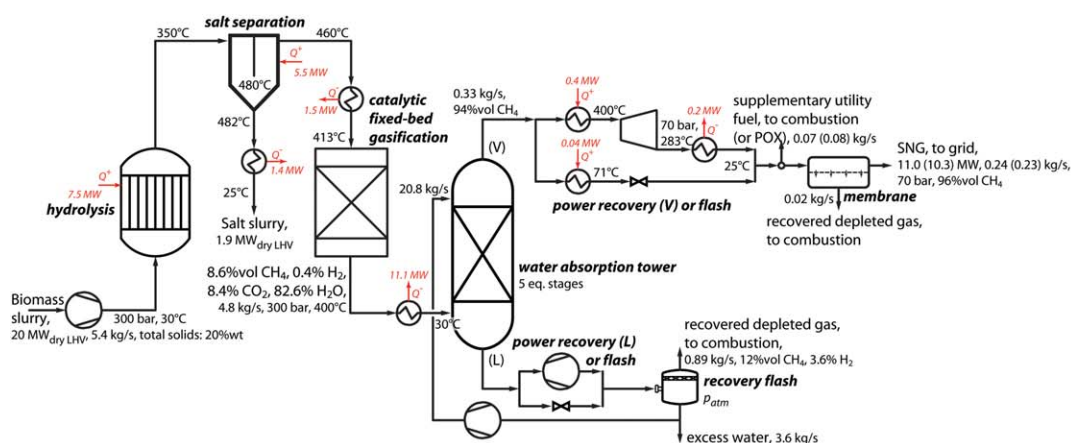 salt separation
350°C
460°C
Q+
5.5 MW
480°C
Q-
1.5 MW
catalytic
fixed-bed
gasification
482°C
413°C
Q-
1.4 MW
25°C
Salt slurry,
1.9 MWdry LHV
Q+
7.5 MW
hydrolysis
Biomass
slurry,
20 MWdry LHV, 5.4 kg/s, total solids: 20%wt
300 bar, 30°C
8.6%vol CH4, 0.4% H2,
8.4% CO2, 82.6% H2O,
4.8 kg/s, 300 bar, 400°C
11.1 MW
Q-
30°C
20.8 kg/s
0.33 kg/s,
94%vol CH4
(V)
water absorption tower
5 eq. stages
(L)
0.4 MW
Q+
400°C
70 bar,
283°C
0.2 MW
Q-
0.04 MW
Q+
71°C
25°C
power recovery (V) or flash
supplementary utility
fuel, to combustion
(or POX), 0.07 (0.08) kg/s
SNG, to grid,
11.0 (10.3) MW, 0.24 (0.23) kg/s,
70 bar, 96%vol CH4
membrane
0.02 kg/s
recovered depleted gas,
to combustion
power recovery (L)
or flash
recovered depleted gas,
to combustion,
0.89 kg/s, 12%vol CH4, 3.6% H2
recovery flash
patm
excess water, 3.6 kg/s